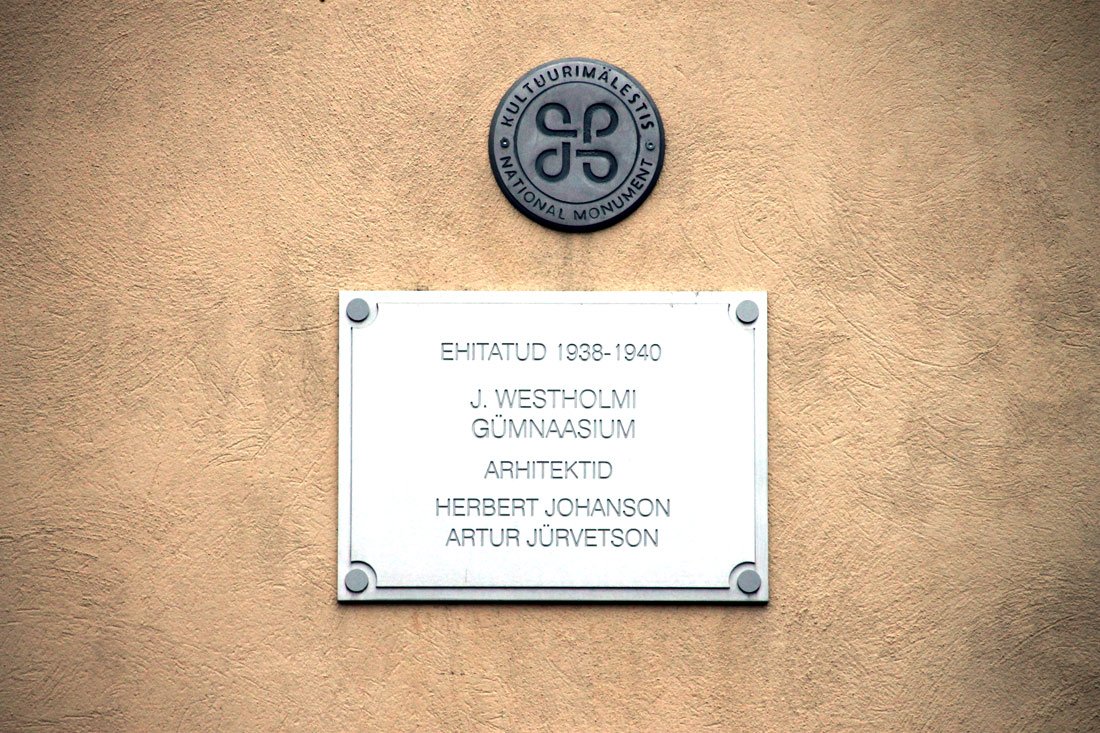 KULTUURIMÄLESTIS
NATIONAL MONUMENT
EHITATUD 1938-1940
J. WESTHOLMI
GÜMNAASIUM
ARHITEKTID
HERBERT JOHANSON
ARTUR JÜRVETSON